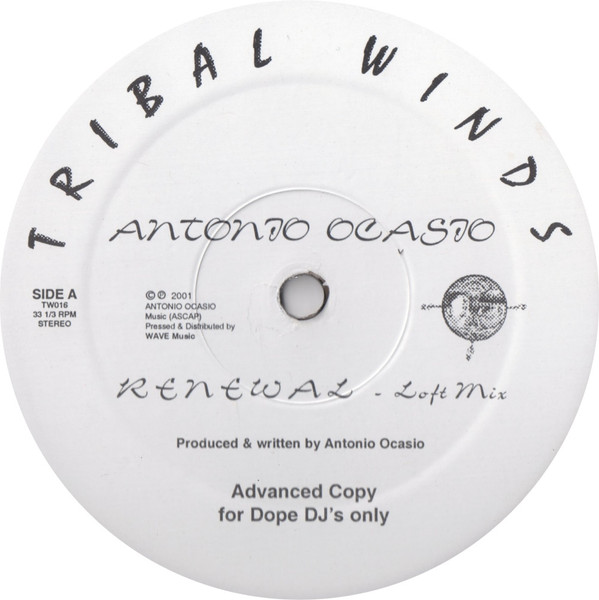 TRIBAL WINDS
ANTONIO OCASIO
SIDE A
TW016
33 1/3 RPM
STEREO
© ℗ 2001
ANTONIO OCASIO
Music (ASCAP)
Pressed & Distributed by
WAVE Music
RENEWAL - Loft Mix
Produced & written by Antonio Ocasio
Advanced Copy
for Dope DJ's only